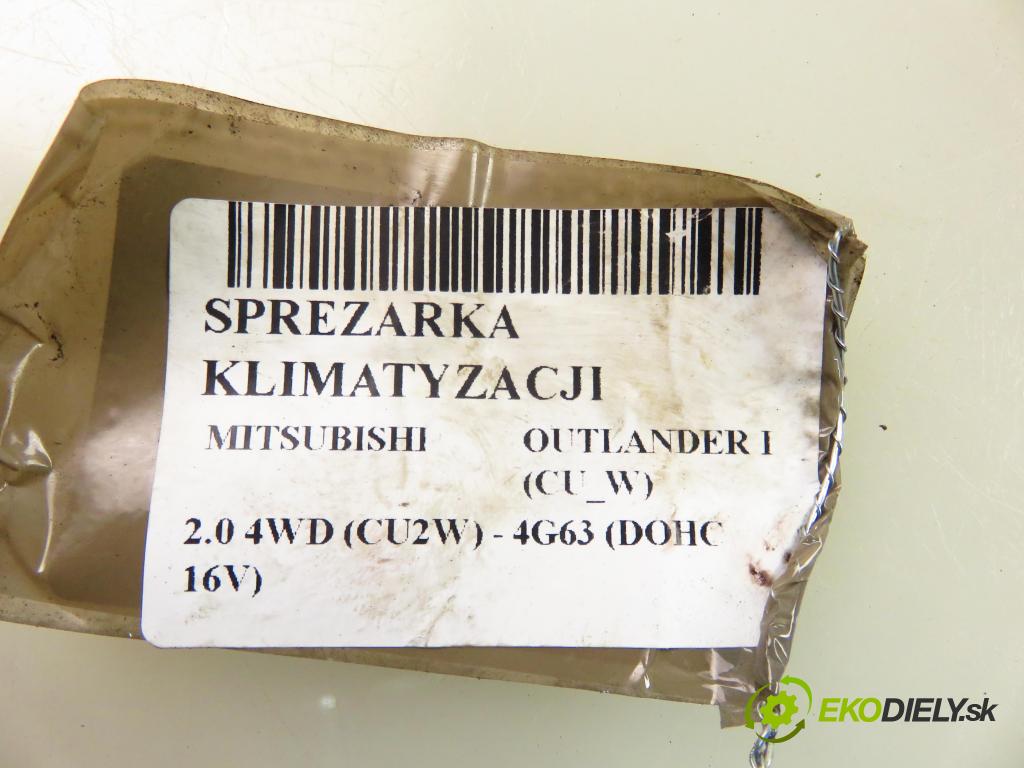 SPREZARKA
KLIMATYZACJI
MITSUBISHI OUTLANDER I
(CU_W)
2.0 4WD (CU2W) - 4G63 (DOHC
16V)
EKODIELY.sk